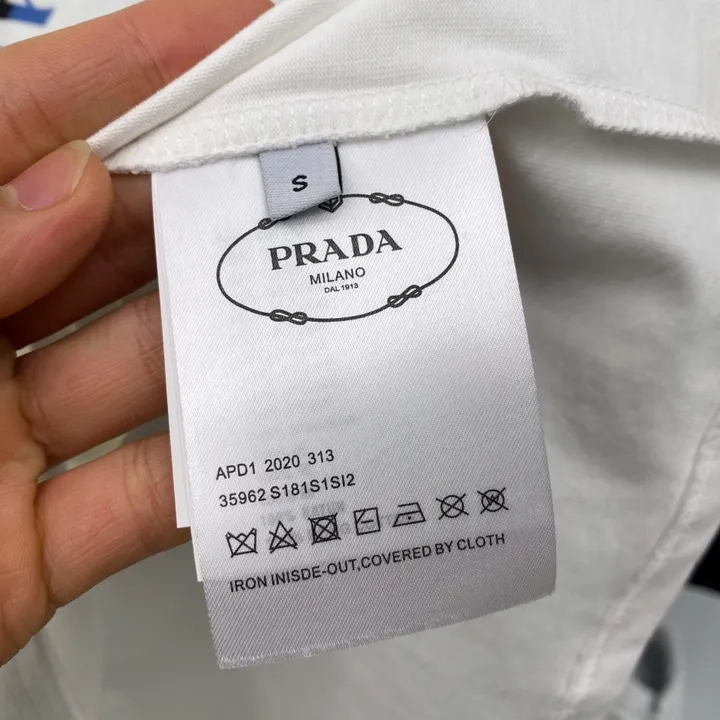 S
PRADA
MILANO
DAL 1913
APD1 2020 313
35962 S181S1SI2
IRON INISDE-OUT,COVERED BY CLOTH